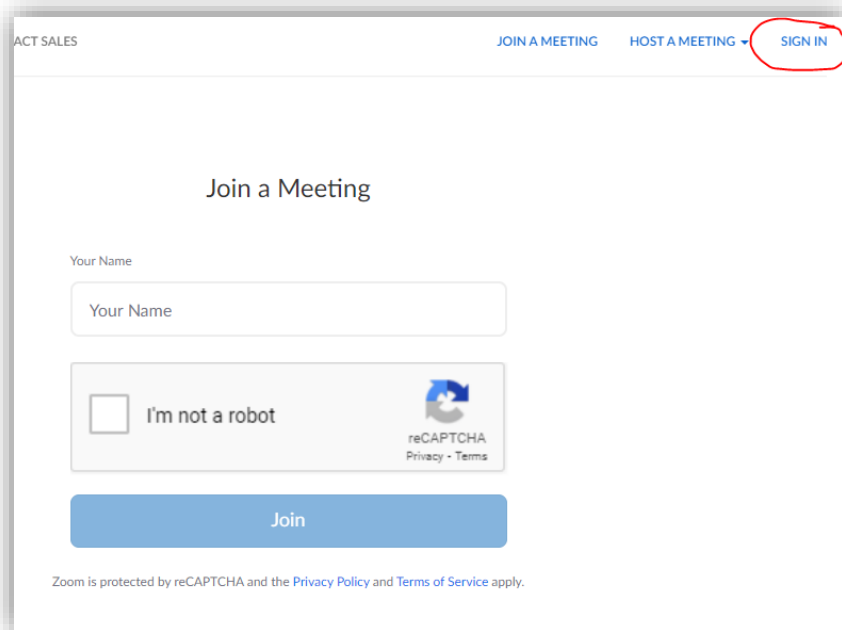 ACT SALES JOIN A MEETING HOST A MEETING SIGN IN
Join a Meeting
Your Name
Your Name
I'm not a robot
reCAPTCHA
Privacy - Terms
Join
Zoom is protected by reCAPTCHA and the Privacy Policy and Terms of Service apply.